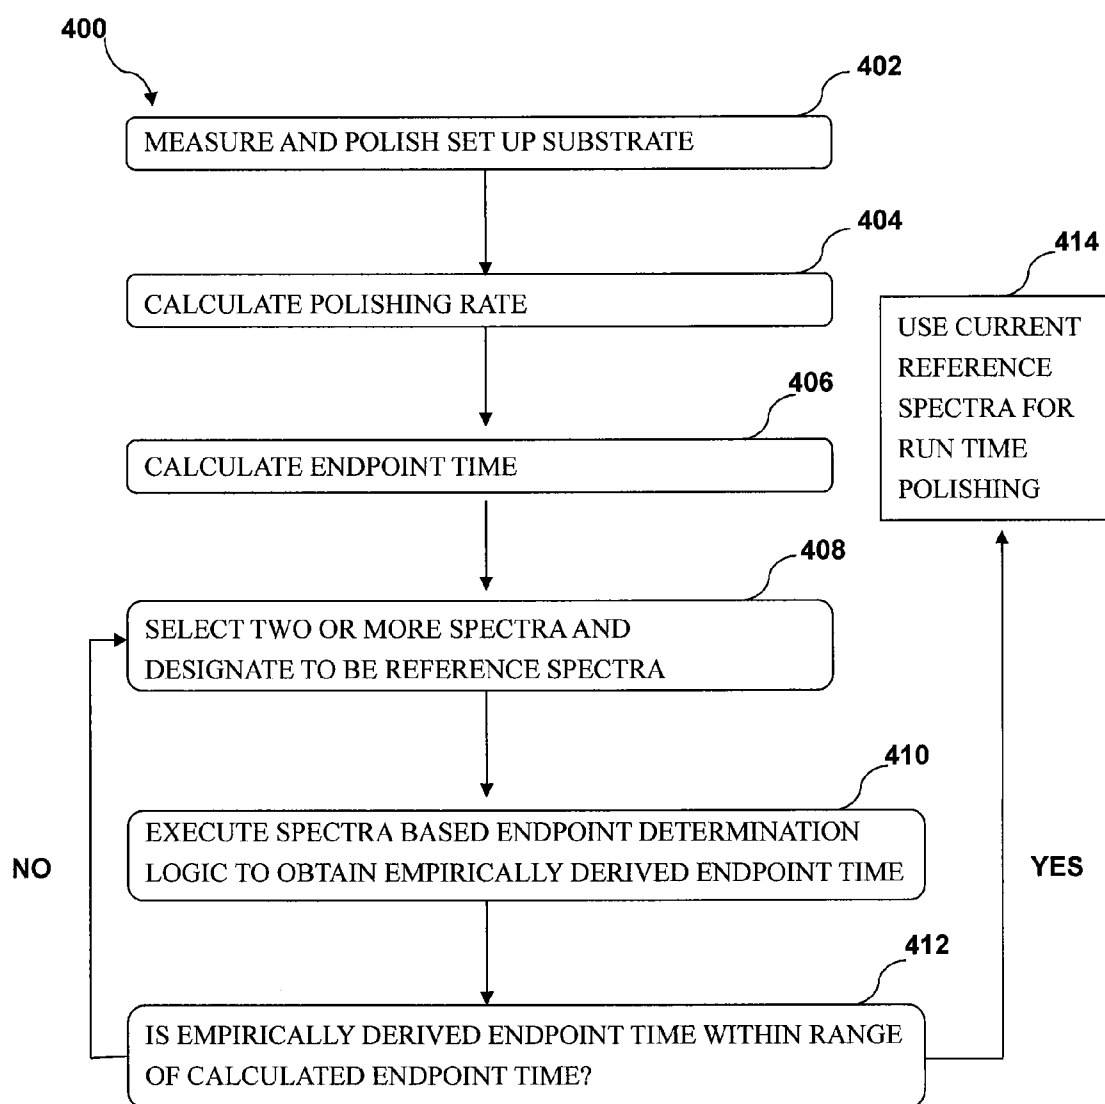 400
402
MEASURE AND POLISH SET UP SUBSTRATE
404
CALCULATE POLISHING RATE
414
USE CURRENT
REFERENCE
SPECTRA FOR
RUN TIME
POLISHING
406
CALCULATE ENDPOINT TIME
408
SELECT TWO OR MORE SPECTRA AND
DESIGNATE TO BE REFERENCE SPECTRA
410
EXECUTE SPECTRA BASED ENDPOINT DETERMINATION
LOGIC TO OBTAIN EMPIRICALLY DERIVED ENDPOINT TIME
NO
YES
412
IS EMPIRICALLY DERIVED ENDPOINT TIME WITHIN RANGE
OF CALCULATED ENDPOINT TIME?